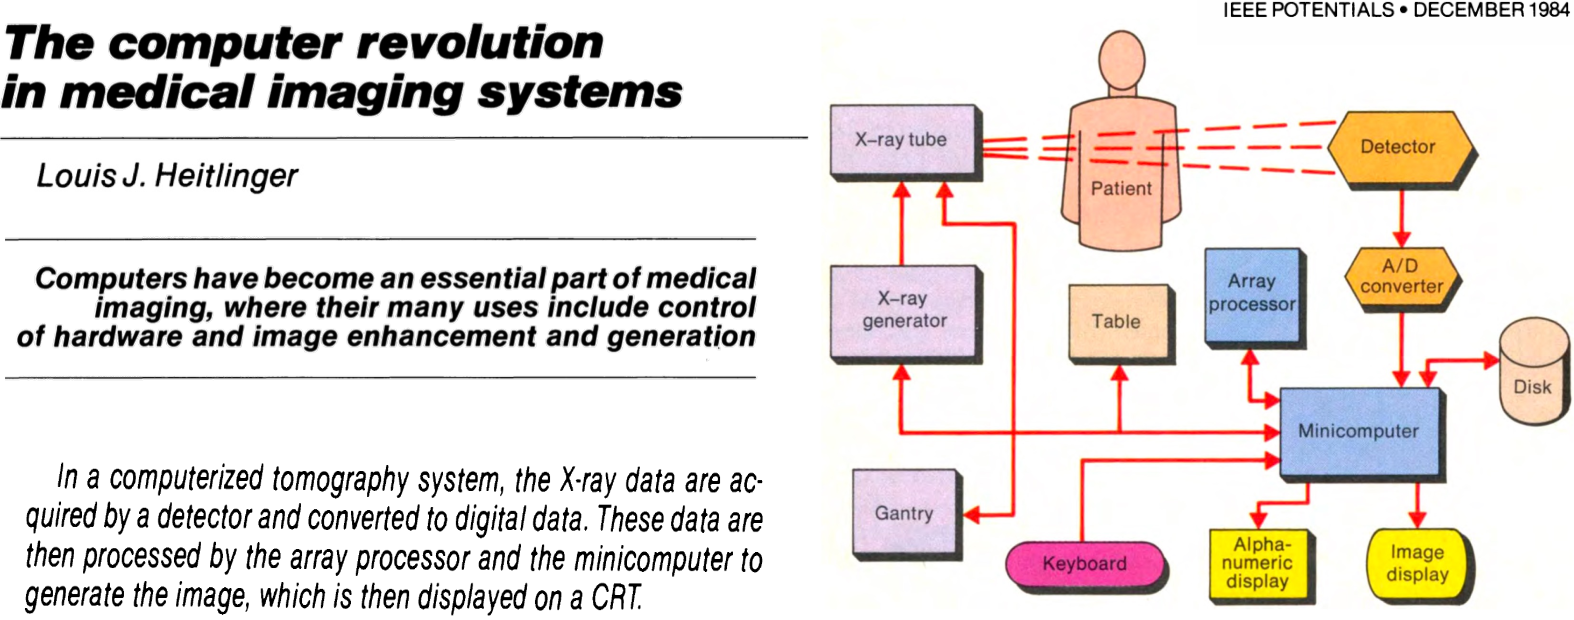 IEEE POTENTIALS • DECEMBER 1984
The computer revolution
in medical imaging systems
Louis J. Heitlinger
Computers have become an essential part of medical
imaging, where their many uses include control
of hardware and image enhancement and generation
In a computerized tomography system, the X-ray data are ac-
quired by a detector and converted to digital data. These data are
then processed by the array processor and the minicomputer to
generate the image, which is then displayed on a CRT.
X–ray tube
Patient
Detector
X–ray
generator
Table
Array
processor
A/D
converter
Disk
Minicomputer
Gantry
Keyboard
Alpha-
numeric
display
Image
display